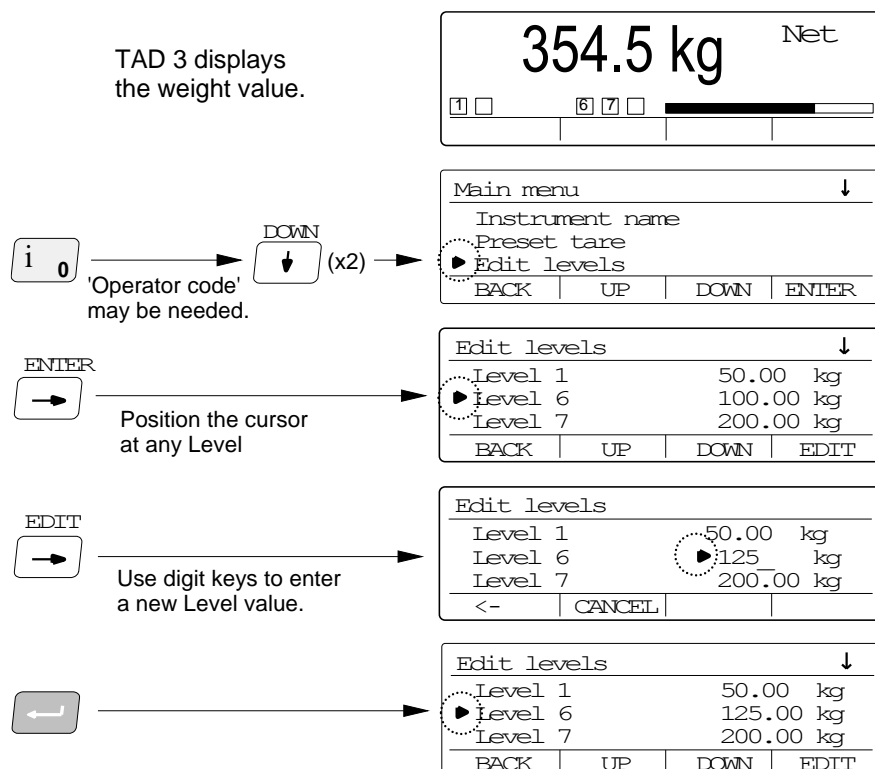 TAD 3 displays
the weight value.
354.5 kg Net
1 6 7
Main menu ↓
Instrument name
Preset tare
Edit levels
BACK UP DOWN ENTER
i 0
'Operator code'
may be needed.
DOWN
(x2)
ENTER
Position the cursor
at any Level
Edit levels ↓
Level 1 50.00 kg
Level 6 100.00 kg
Level 7 200.00 kg
BACK UP DOWN EDIT
EDIT
Use digit keys to enter
a new Level value.
Edit levels
Level 1 50.00 kg
Level 6 125_ kg
Level 7 200.00 kg
<- CANCEL
Edit levels ↓
Level 1 50.00 kg
Level 6 125.00 kg
Level 7 200.00 kg
BACK UP DOWN EDIT